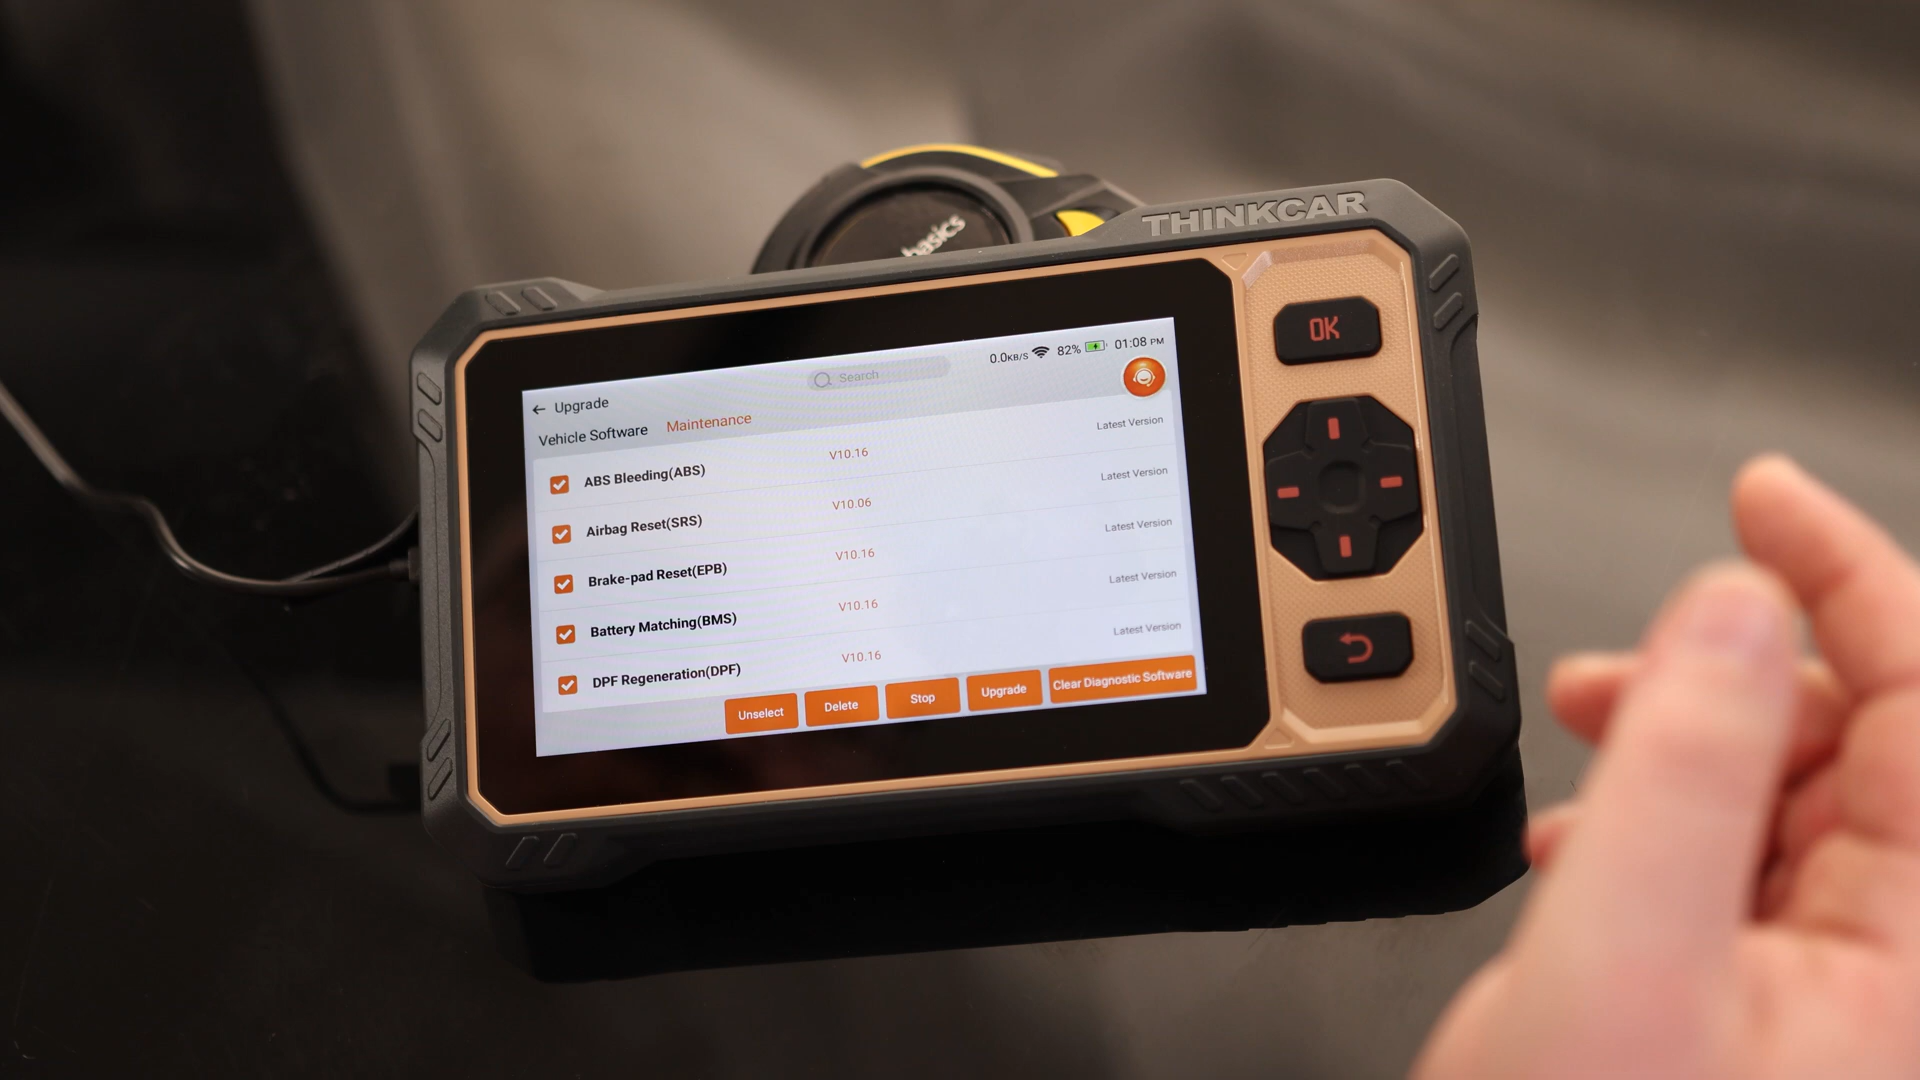 basics
THINKCAR
0.0KB/S 82% 01:08 PM
Search
Upgrade
Vehicle Software Maintenance
ABS Bleeding(ABS) V10.16 Latest Version
Airbag Reset(SRS) V10.06 Latest Version
Brake-pad Reset(EPB) V10.16 Latest Version
Battery Matching(BMS) V10.16 Latest Version
DPF Regeneration(DPF) V10.16 Latest Version
Unselect Delete Stop Upgrade Clear Diagnostic Software
OK